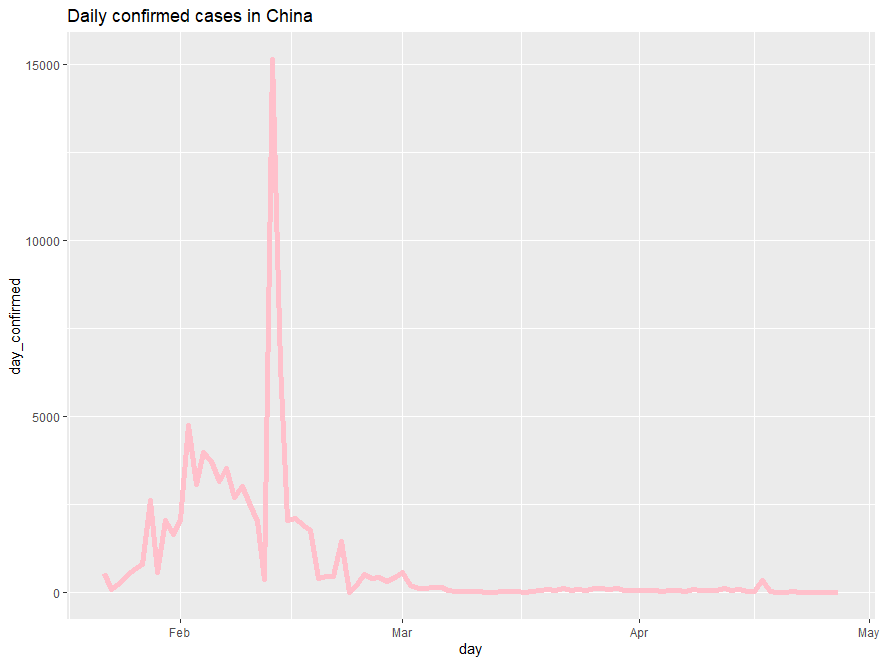 Daily confirmed cases in China
15000
10000
day_confirmed
5000
0
Feb Mar Apr May
day